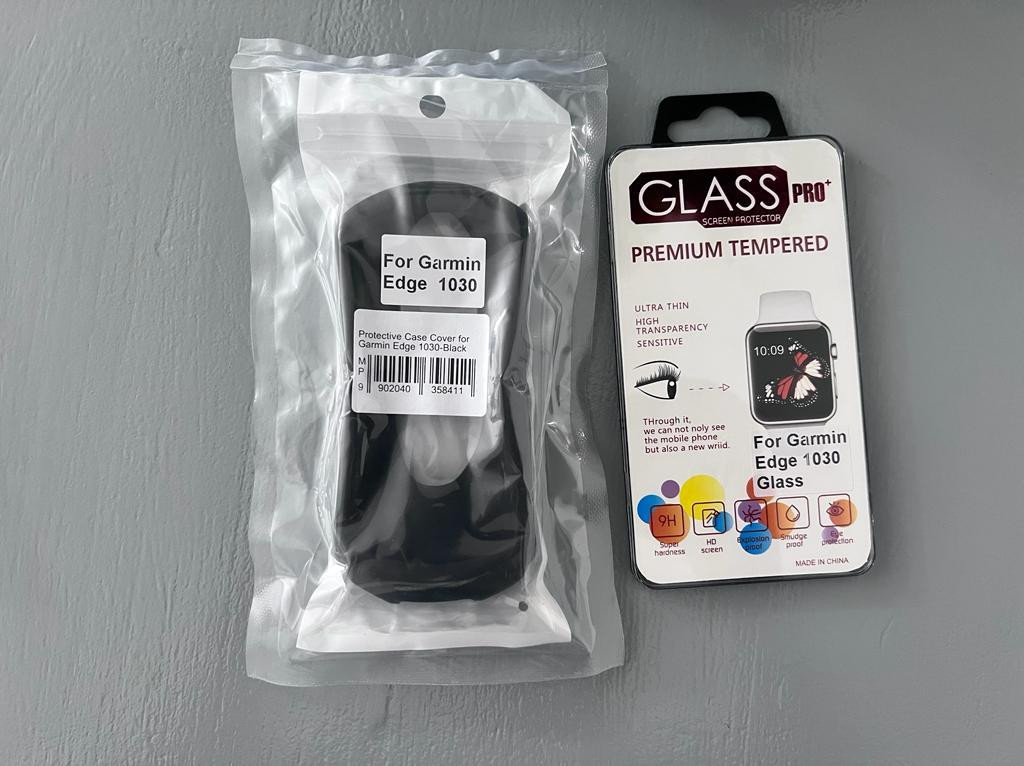 For Garmin
Edge 1030
Protective Case Cover for
Garmin Edge 1030-Black
M
P
9 902040 358411
GLASS PRO+
SCREEN PROTECTOR
PREMIUM TEMPERED
ULTRA THIN
HIGH
TRANSPARENCY
SENSITIVE
10:09
THrough it,
we can not noly see
the mobile phone
but also a new wriid.
For Garmin
Edge 1030
Glass
9H
Super
hardness
HD
screen
Explosion
proof
Smudge
proof
Eye
protection
MADE IN CHINA